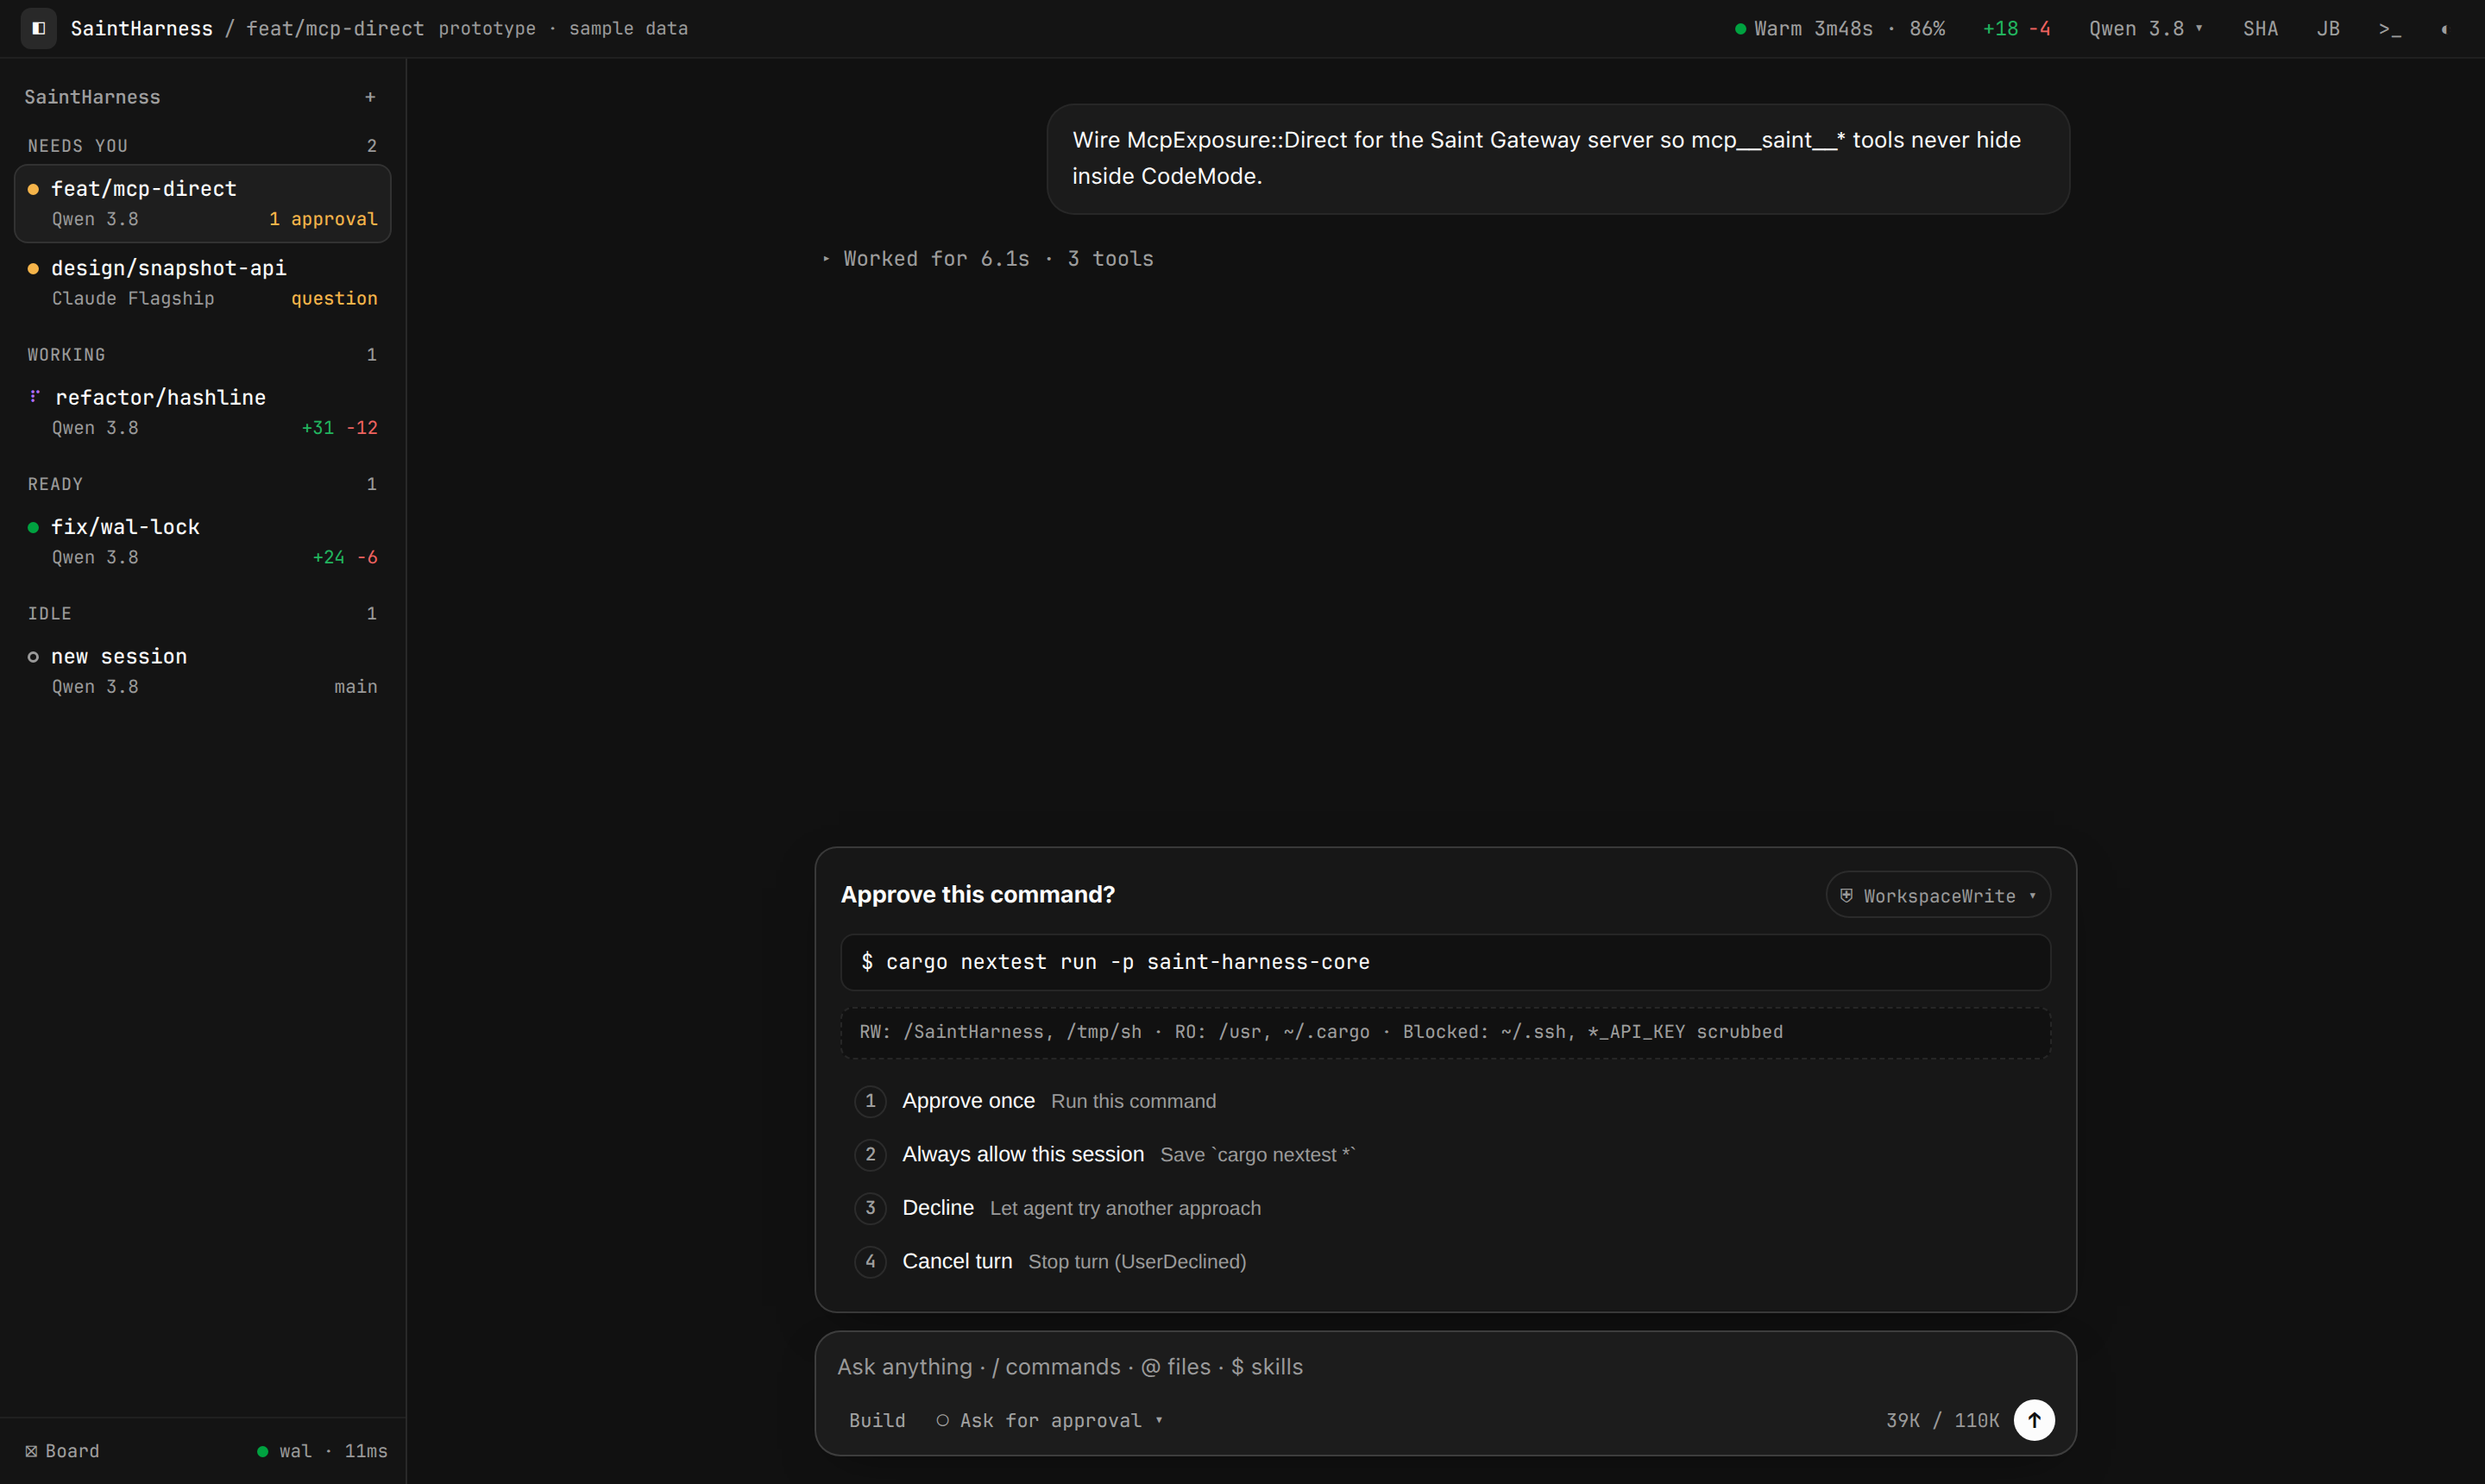 SaintHarness / feat/mcp-direct prototype · sample data
Warm 3m48s · 86% +18 -4 Qwen 3.8 ▾ SHA JB >_
SaintHarness +
NEEDS YOU 2
feat/mcp-direct
Qwen 3.8 1 approval
design/snapshot-api
Claude Flagship question
WORKING 1
refactor/hashline
Qwen 3.8 +31 -12
READY 1
fix/wal-lock
Qwen 3.8 +24 -6
IDLE 1
new session
Qwen 3.8 main
Board wal · 11ms
Wire McpExposure::Direct for the Saint Gateway server so mcp__saint__* tools never hide
inside CodeMode.
▸ Worked for 6.1s · 3 tools
Approve this command? WorkspaceWrite ▾
$ cargo nextest run -p saint-harness-core
RW: /SaintHarness, /tmp/sh · RO: /usr, ~/.cargo · Blocked: ~/.ssh, *_API_KEY scrubbed
1 Approve once Run this command
2 Always allow this session Save `cargo nextest *`
3 Decline Let agent try another approach
4 Cancel turn Stop turn (UserDeclined)
Ask anything · / commands · @ files · $ skills
Build ○ Ask for approval ▾ 39K / 110K ↑